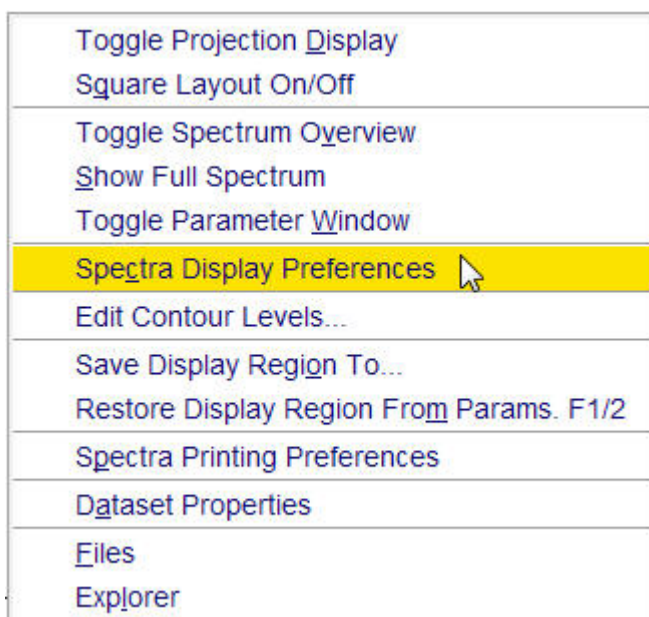 Toggle Projection Display
Square Layout On/Off
Toggle Spectrum Overview
Show Full Spectrum
Toggle Parameter Window
Spectra Display Preferences
Edit Contour Levels...
Save Display Region To...
Restore Display Region From Params. F1/2
Spectra Printing Preferences
Dataset Properties
Files
Explorer